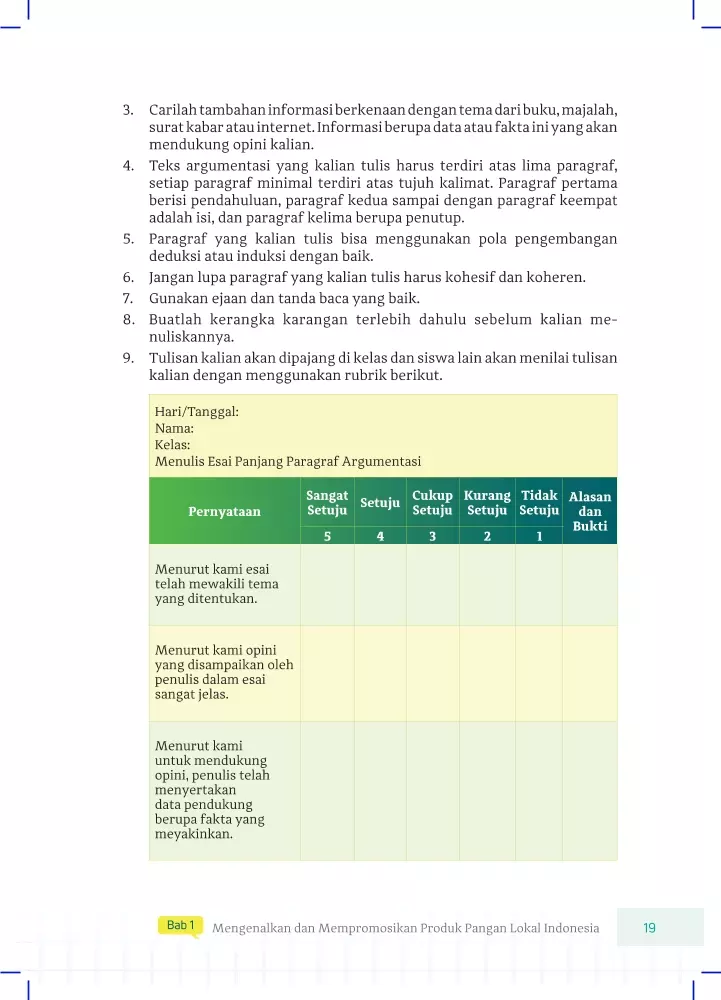 3. Carilah tambahan informasi berkenaan dengan tema dari buku, majalah,
surat kabar atau internet. Informasi berupa data atau fakta ini yang akan
mendukung opini kalian.
4. Teks argumentasi yang kalian tulis harus terdiri atas lima paragraf,
setiap paragraf minimal terdiri atas tujuh kalimat. Paragraf pertama
berisi pendahuluan, paragraf kedua sampai dengan paragraf keempat
adalah isi, dan paragraf kelima berupa penutup.
5. Paragraf yang kalian tulis bisa menggunakan pola pengembangan
deduksi atau induksi dengan baik.
6. Jangan lupa paragraf yang kalian tulis harus kohesif dan koheren.
7. Gunakan ejaan dan tanda baca yang baik.
8. Buatlah kerangka karangan terlebih dahulu sebelum kalian me-
nuliskannya.
9. Tulisan kalian akan dipajang di kelas dan siswa lain akan menilai tulisan
kalian dengan menggunakan rubrik berikut.
Hari/Tanggal:
Nama:
Kelas:
Menulis Esai Panjang Paragraf Argumentasi
Pernyataan
Sangat
Setuju
Setuju
Cukup
Setuju
Kurang
Setuju
Tidak
Setuju
Alasan
dan
Bukti
5 4 3 2 1
Menurut kami esai
telah mewakili tema
yang ditentukan.
Menurut kami opini
yang disampaikan oleh
penulis dalam esai
sangat jelas.
Menurut kami
untuk mendukung
opini, penulis telah
menyertakan
data pendukung
berupa fakta yang
meyakinkan.
Bab 1 Mengenalkan dan Mempromosikan Produk Pangan Lokal Indonesia 19